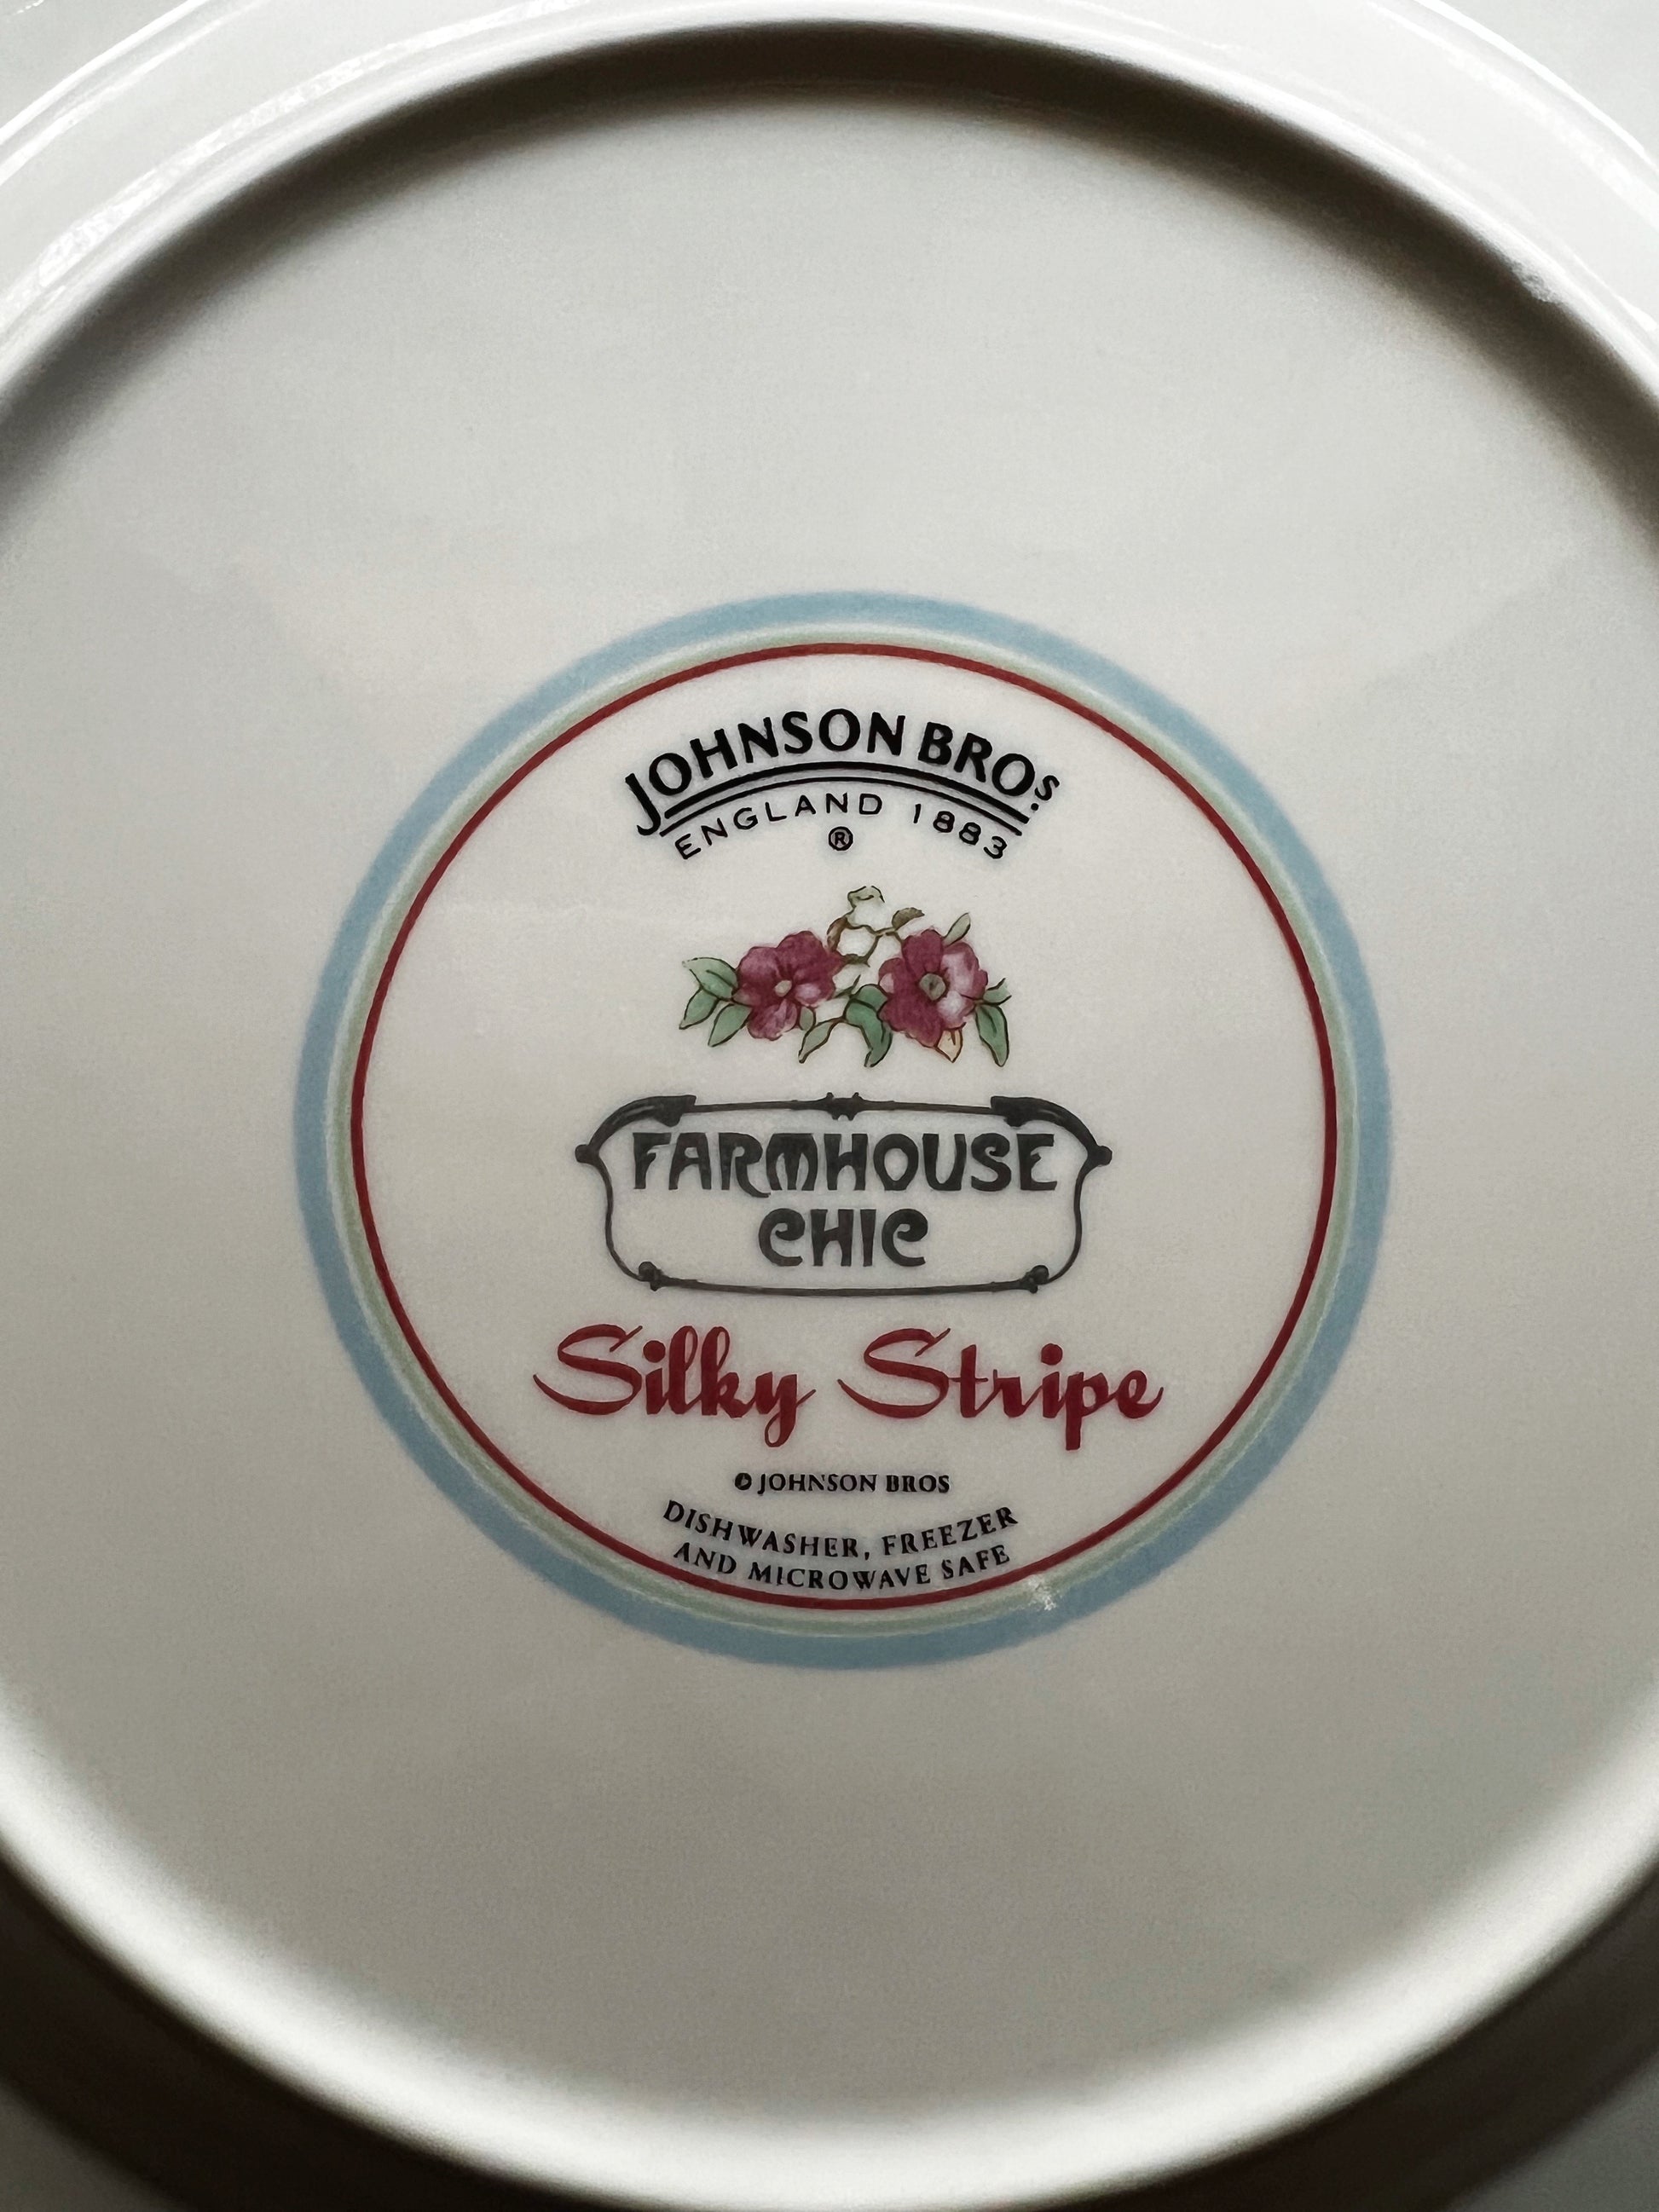 JOHNSON BROS.
ENGLAND 1883
®
FARMHOUSE
CHIC
Silky Stripe
© JOHNSON BROS
DISHWASHER, FREEZER
AND MICROWAVE SAFE